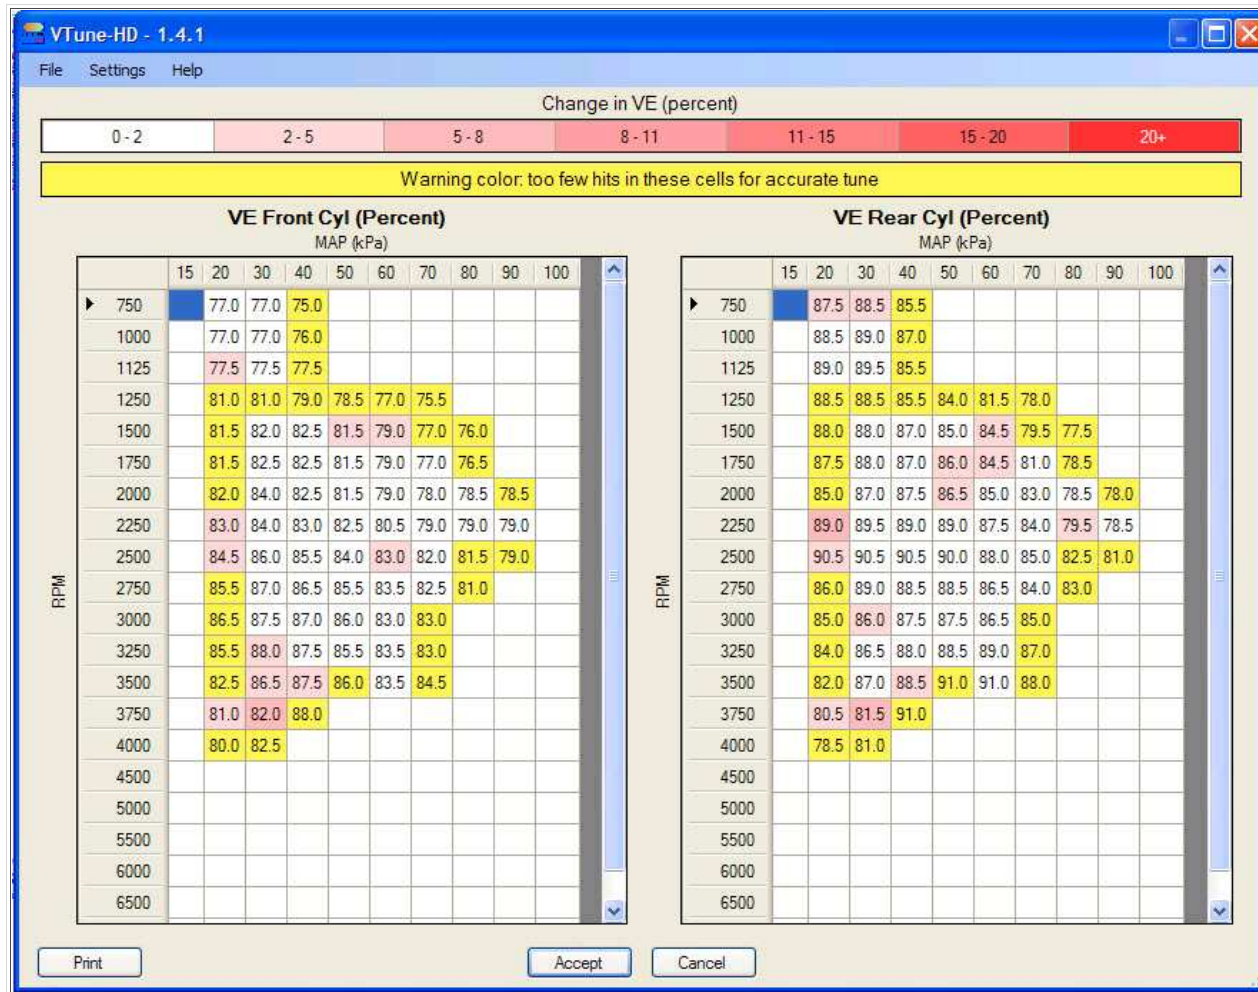 VTune-HD - 1.4.1
File Settings Help
Change in VE (percent)
0 - 2 2 - 5 5 - 8 8 - 11 11 - 15 15 - 20 20+
Warning color: too few hits in these cells for accurate tune
VE Front Cyl (Percent)
MAP (kPa)
15 20 30 40 50 60 70 80 90 100
750 77.0 77.0 75.0
1000 77.0 77.0 76.0
1125 77.5 77.5 77.5
1250 81.0 81.0 79.0 78.5 77.0 75.5
1500 81.5 82.0 82.5 81.5 79.0 77.0 76.0
1750 81.5 82.5 82.5 81.5 79.0 77.0 76.5
2000 82.0 84.0 82.5 81.5 79.0 78.0 78.5 78.5
2250 83.0 84.0 83.0 82.5 80.5 79.0 79.0 79.0
2500 84.5 86.0 85.5 84.0 83.0 82.0 81.5 79.0
2750 85.5 87.0 86.5 85.5 83.5 82.5 81.0
3000 86.5 87.5 87.0 86.0 83.0 83.0
3250 85.5 88.0 87.5 85.5 83.5 83.0
3500 82.5 86.5 87.5 86.0 83.5 84.5
3750 81.0 82.0 88.0
4000 80.0 82.5
4500
5000
5500
6000
6500
RPM
VE Rear Cyl (Percent)
MAP (kPa)
15 20 30 40 50 60 70 80 90 100
750 87.5 88.5 85.5
1000 88.5 89.0 87.0
1125 89.0 89.5 85.5
1250 88.5 88.5 85.5 84.0 81.5 78.0
1500 88.0 88.0 87.0 85.0 84.5 79.5 77.5
1750 87.5 88.0 87.0 86.0 84.5 81.0 78.5
2000 85.0 87.0 87.5 86.5 85.0 83.0 78.5 78.0
2250 89.0 89.5 89.0 89.0 87.5 84.0 79.5 78.5
2500 90.5 90.5 90.5 90.0 88.0 85.0 82.5 81.0
2750 86.0 89.0 88.5 88.5 86.5 84.0 83.0
3000 85.0 86.0 87.5 87.5 86.5 85.0
3250 84.0 86.5 88.0 88.5 89.0 87.0
3500 82.0 87.0 88.5 91.0 91.0 88.0
3750 80.5 81.5 91.0
4000 78.5 81.0
4500
5000
5500
6000
6500
RPM
Print Accept Cancel